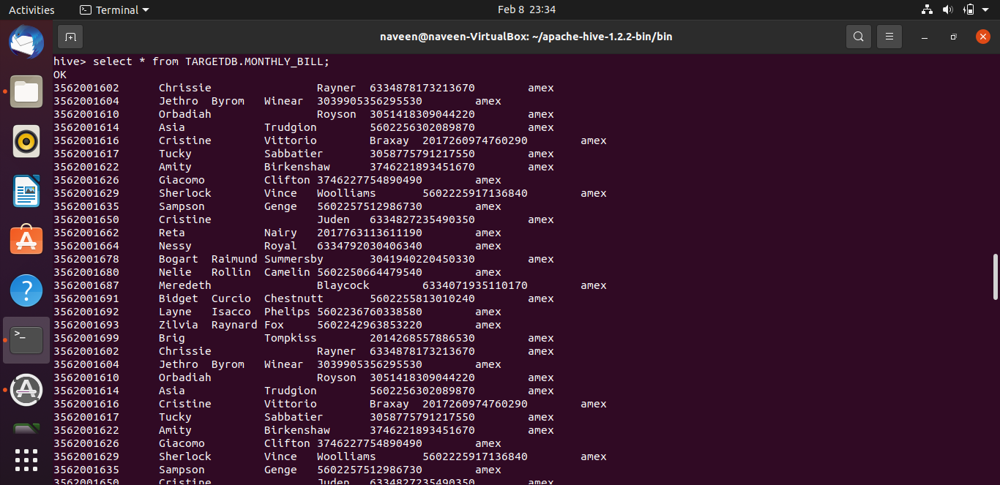 Activities Terminal Feb 8 23:34
naveen@naveen-VirtualBox: ~/apache-hive-1.2.2-bin/bin
hive> select * from TARGETDB.MONTHLY_BILL;
OK
3562001602 Chrissie Rayner 6334878173213670 amex
3562001604 Jethro Byrom Winear 3039905356295530 amex
3562001610 Orbadiah Royson 3051418309044220 amex
3562001614 Asia Trudgion 5602256302089870 amex
3562001616 Cristine Vittorio Braxay 2017260974760290 amex
3562001617 Tucky Sabbatier 3058775791217550 amex
3562001622 Amity Birkenshaw 3746221893451670 amex
3562001626 Giacomo Clifton 3746227754890490 amex
3562001629 Sherlock Vince Woolliams 5602225917136840 amex
3562001635 Sampson Genge 5602257512986730 amex
3562001650 Cristine Juden 6334827235490350 amex
3562001662 Reta Nairy 2017763113611190 amex
3562001664 Nessy Royal 6334792030406340 amex
3562001678 Bogart Raimund Summersby 3041940220450330 amex
3562001680 Nelie Rollin Camelin 5602250664479540 amex
3562001687 Meredeth Blaycock 6334071935110170 amex
3562001691 Bidget Curcio Chestnutt 5602255813010240 amex
3562001692 Layne Isacco Phelips 5602236760338580 amex
3562001693 Zilvia Raynard Fox 5602242963853220 amex
3562001699 Brig Tompkiss 2014268557886530 amex
3562001602 Chrissie Rayner 6334878173213670 amex
3562001604 Jethro Byrom Winear 3039905356295530 amex
3562001610 Orbadiah Royson 3051418309044220 amex
3562001614 Asia Trudgion 5602256302089870 amex
3562001616 Cristine Vittorio Braxay 2017260974760290 amex
3562001617 Tucky Sabbatier 3058775791217550 amex
3562001622 Amity Birkenshaw 3746221893451670 amex
3562001626 Giacomo Clifton 3746227754890490 amex
3562001629 Sherlock Vince Woolliams 5602225917136840 amex
3562001635 Sampson Genge 5602257512986730 amex
3562001650 Cristine Juden 6334827235490350 amex